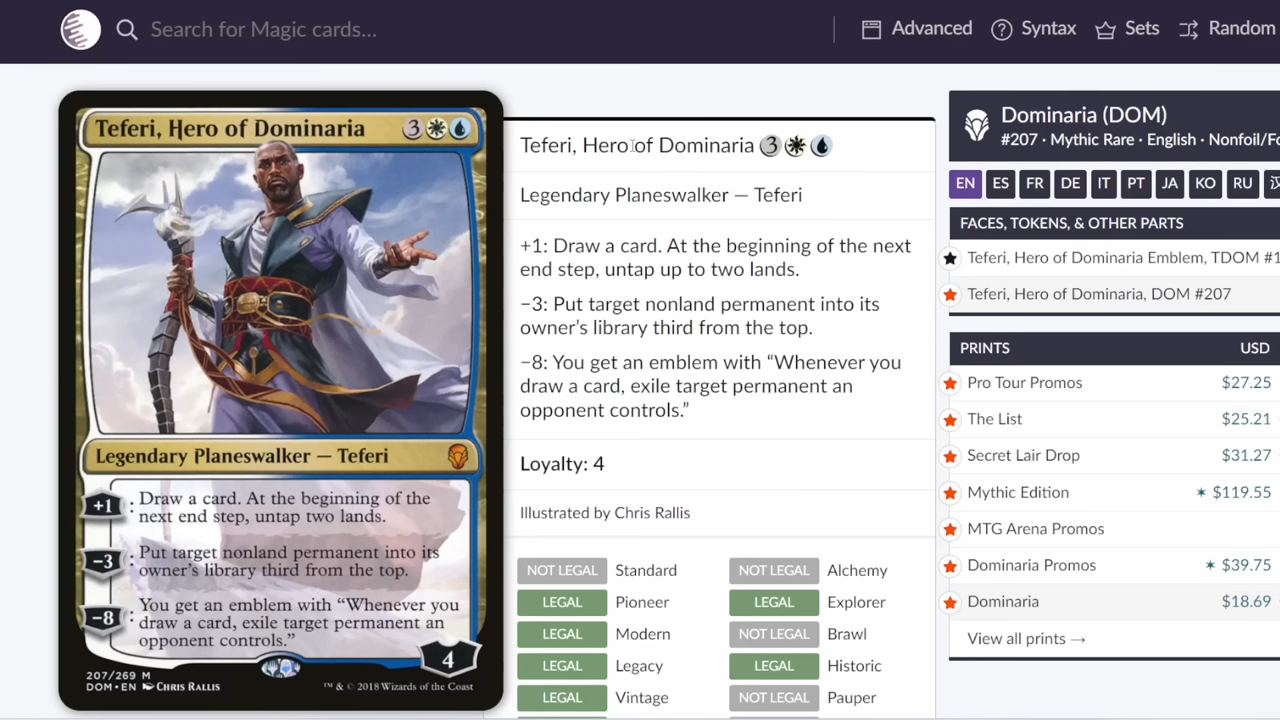 Search for Magic cards...
Advanced
Syntax
Sets
Random
Teferi, Hero of Dominaria 3
Legendary Planeswalker — Teferi
+1 : Draw a card. At the beginning of the
next end step, untap two lands.
−3 : Put target nonland permanent into its
owner's library third from the top.
−8 : You get an emblem with “Whenever you
draw a card, exile target permanent an
opponent controls.”
4
207/269 M
DOM • EN Chris Rallis
™ & © 2018 Wizards of the Coast
Teferi, Hero of Dominaria 3
Legendary Planeswalker — Teferi
+1: Draw a card. At the beginning of the next
end step, untap up to two lands.
−3: Put target nonland permanent into its
owner’s library third from the top.
−8: You get an emblem with “Whenever you
draw a card, exile target permanent an
opponent controls.”
Loyalty: 4
Illustrated by Chris Rallis
NOT LEGAL Standard NOT LEGAL Alchemy
LEGAL Pioneer LEGAL Explorer
LEGAL Modern NOT LEGAL Brawl
LEGAL Legacy LEGAL Historic
LEGAL Vintage NOT LEGAL Pauper
Dominaria (DOM)
#207 · Mythic Rare · English · Nonfoil/Fo
EN ES FR DE IT PT JA KO RU
FACES, TOKENS, & OTHER PARTS
Teferi, Hero of Dominaria Emblem, TDOM #1
Teferi, Hero of Dominaria, DOM #207
PRINTS USD
Pro Tour Promos $27.25
The List $25.21
Secret Lair Drop $31.27
Mythic Edition ✶ $119.55
MTG Arena Promos
Dominaria Promos ✶ $39.75
Dominaria $18.69
View all prints →